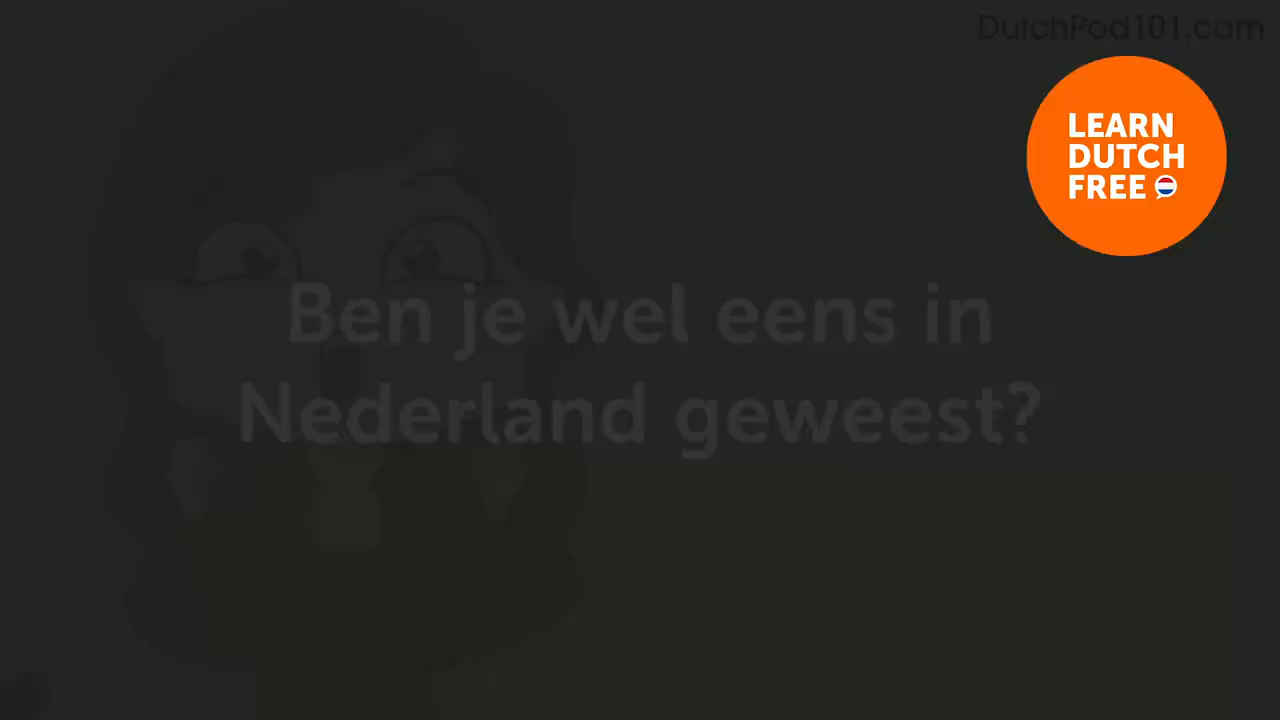 DutchPod101.com
LEARN
DUTCH
FREE
Ben je wel eens in
Nederland geweest?